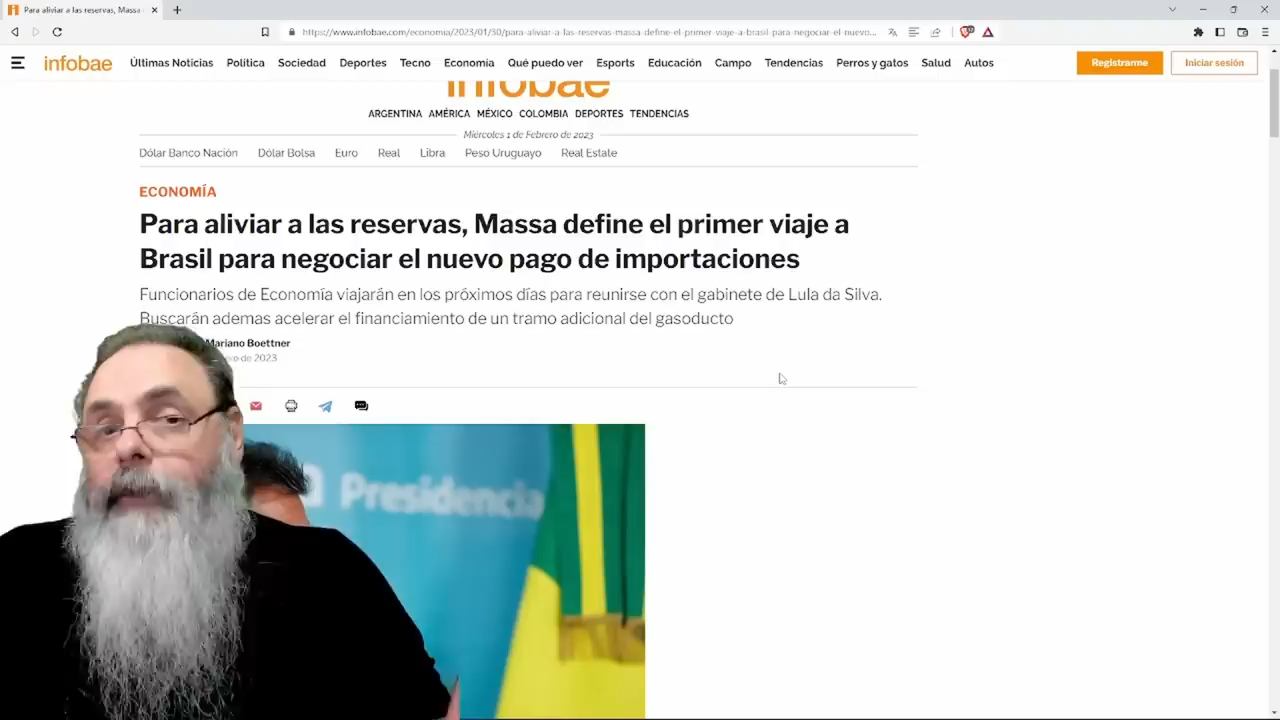 Para aliviar a las reservas, Massa
https://www.infobae.com/economia/2023/01/30/para-aliviar-a-las-reservas-massa-define-el-primer-viaje-a-brasil-para-negociar-el-nuevo...
infobae
Últimas Noticias Política Sociedad Deportes Tecno Economía Qué puedo ver Esports Educación Campo Tendencias Perros y gatos Salud Autos
Registrarme
Iniciar sesión
infobae
ARGENTINA AMÉRICA MÉXICO COLOMBIA DEPORTES TENDENCIAS
Miércoles 1 de Febrero de 2023
Dólar Banco Nación Dólar Bolsa Euro Real Libra Peso Uruguayo Real Estate
ECONOMÍA
Para aliviar a las reservas, Massa define el primer viaje a
Brasil para negociar el nuevo pago de importaciones
Funcionarios de Economía viajarán en los próximos días para reunirse con el gabinete de Lula da Silva.
Buscarán ademas acelerar el financiamiento de un tramo adicional del gasoducto
Mariano Boettner
de 2023
Presidencia